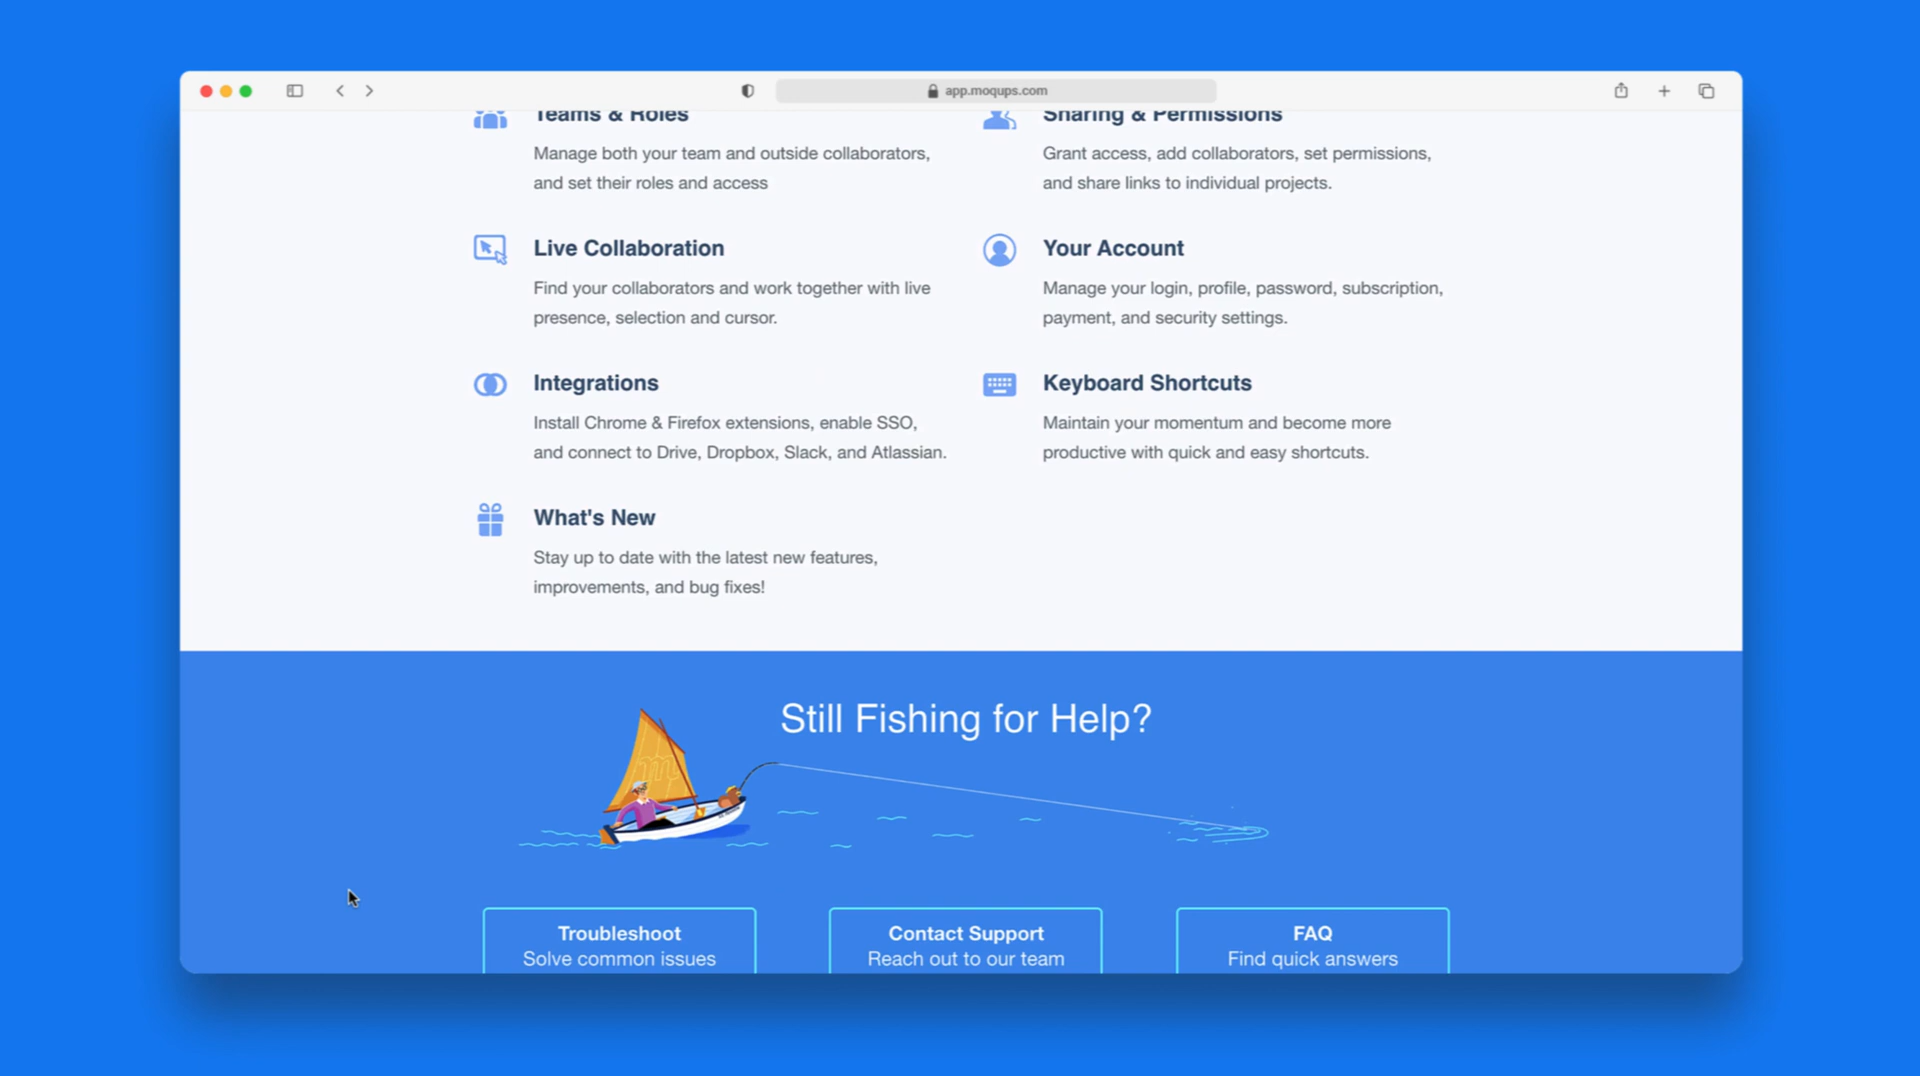 app.moqups.com
Teams & Roles
Manage both your team and outside collaborators,
and set their roles and access
Sharing & Permissions
Grant access, add collaborators, set permissions,
and share links to individual projects.
Live Collaboration
Find your collaborators and work together with live
presence, selection and cursor.
Your Account
Manage your login, profile, password, subscription,
payment, and security settings.
Integrations
Install Chrome & Firefox extensions, enable SSO,
and connect to Drive, Dropbox, Slack, and Atlassian.
Keyboard Shortcuts
Maintain your momentum and become more
productive with quick and easy shortcuts.
What's New
Stay up to date with the latest new features,
improvements, and bug fixes!
Still Fishing for Help?
m
Troubleshoot
Solve common issues
Contact Support
Reach out to our team
FAQ
Find quick answers